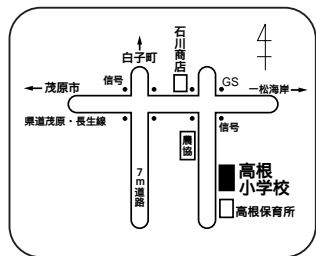 石川商店
白子町
信号
GS
茂原市
一松海岸
県道茂原・長生線
信号
農協
7m道路
高根
小学校
高根保育所